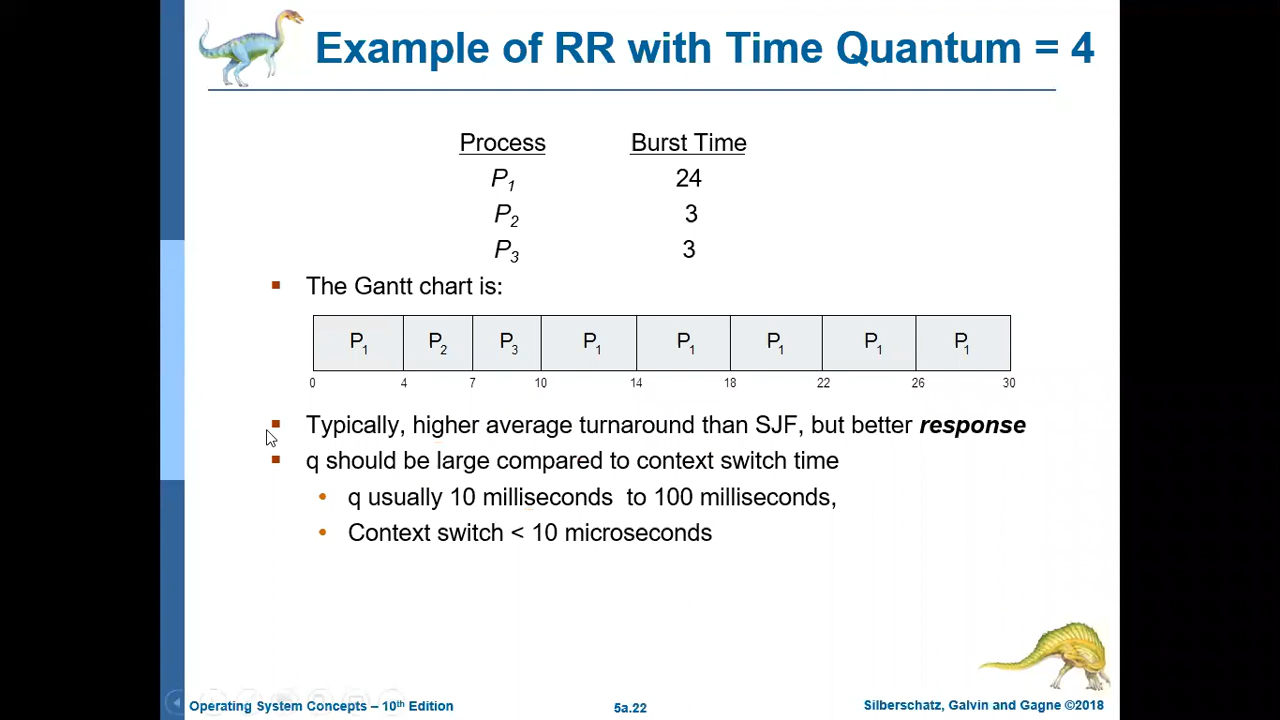 Example of RR with Time Quantum = 4
Process Burst Time
P1 24
P2 3
P3 3
The Gantt chart is:
P1 P2 P3 P1 P1 P1 P1 P1
0 4 7 10 14 18 22 26 30
Typically, higher average turnaround than SJF, but better response
q should be large compared to context switch time
q usually 10 milliseconds to 100 milliseconds,
Context switch < 10 microseconds
Operating System Concepts – 10th Edition 5a.22 Silberschatz, Galvin and Gagne ©2018